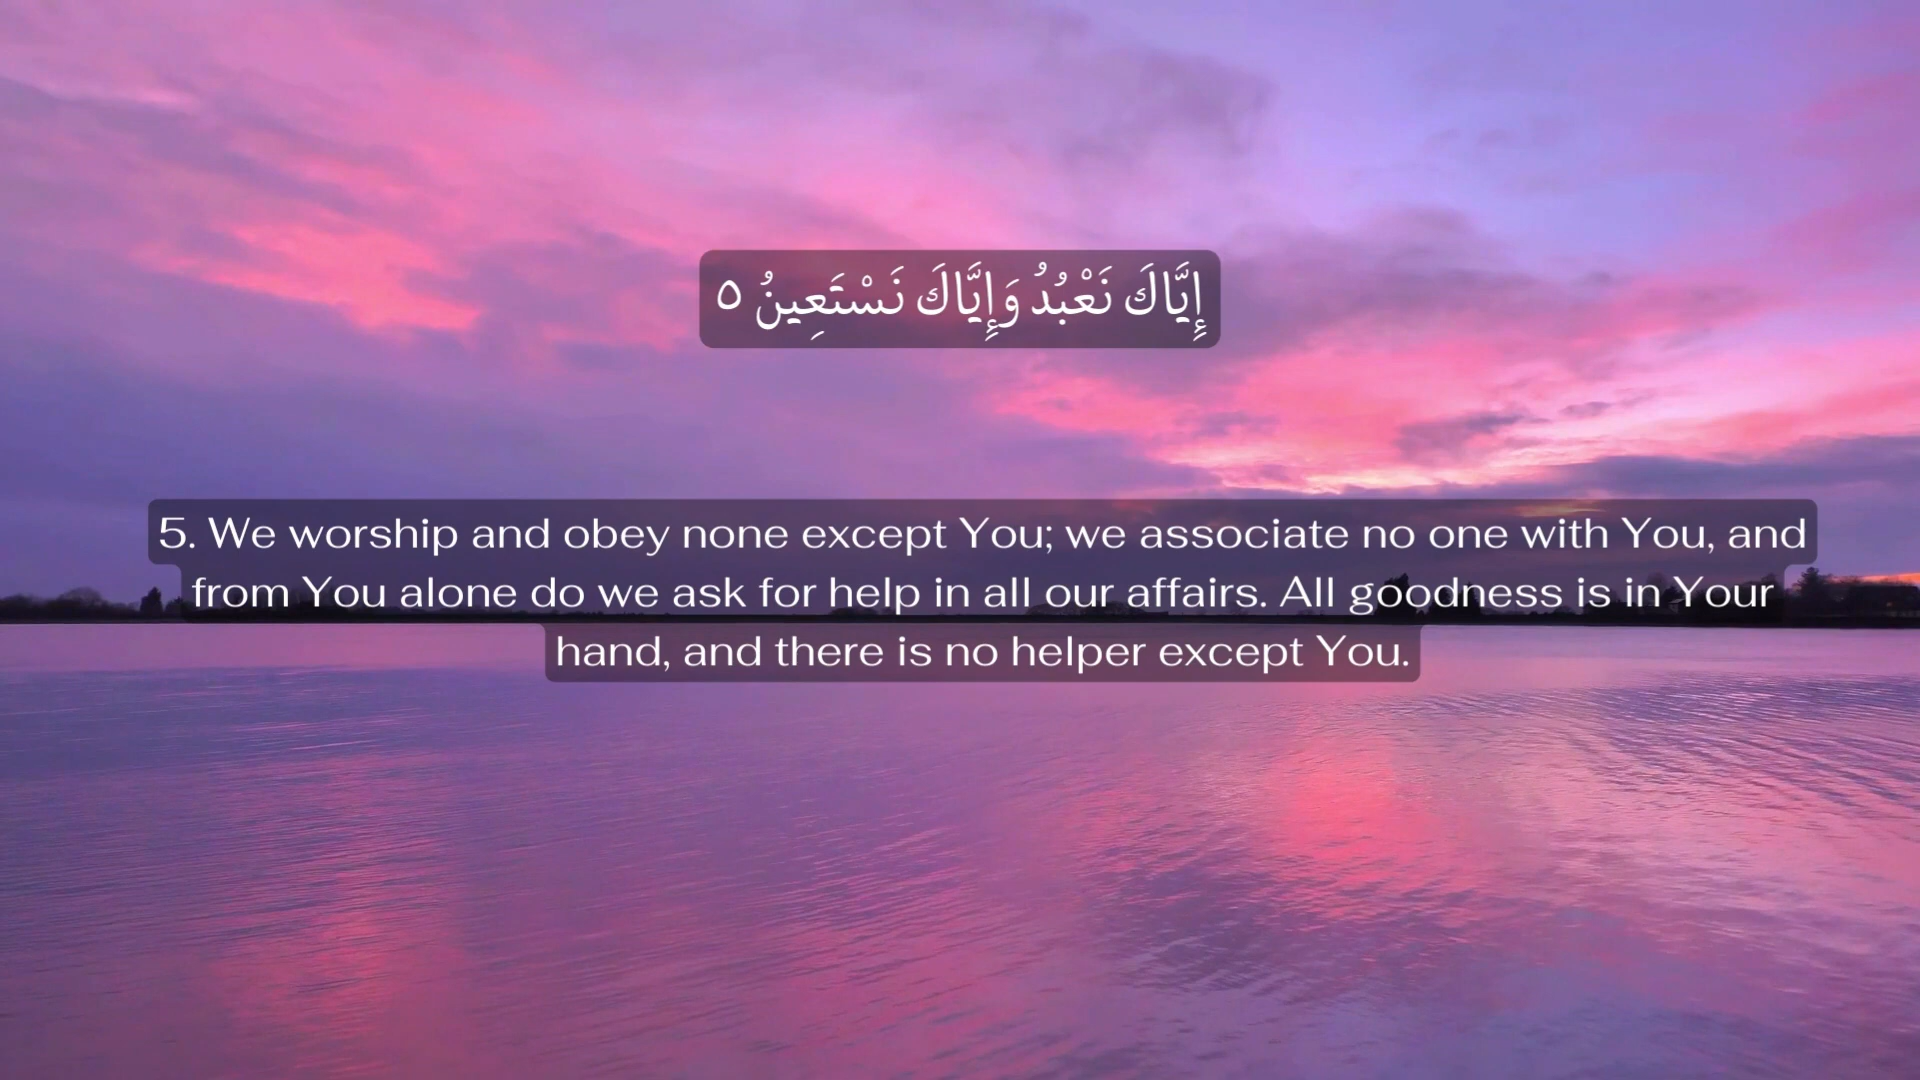 إِيَّاكَ نَعْبُدُ وَإِيَّاكَ نَسْتَعِينُ ٥
5. We worship and obey none except You; we associate no one with You, and
from You alone do we ask for help in all our affairs. All goodness is in Your
hand, and there is no helper except You.